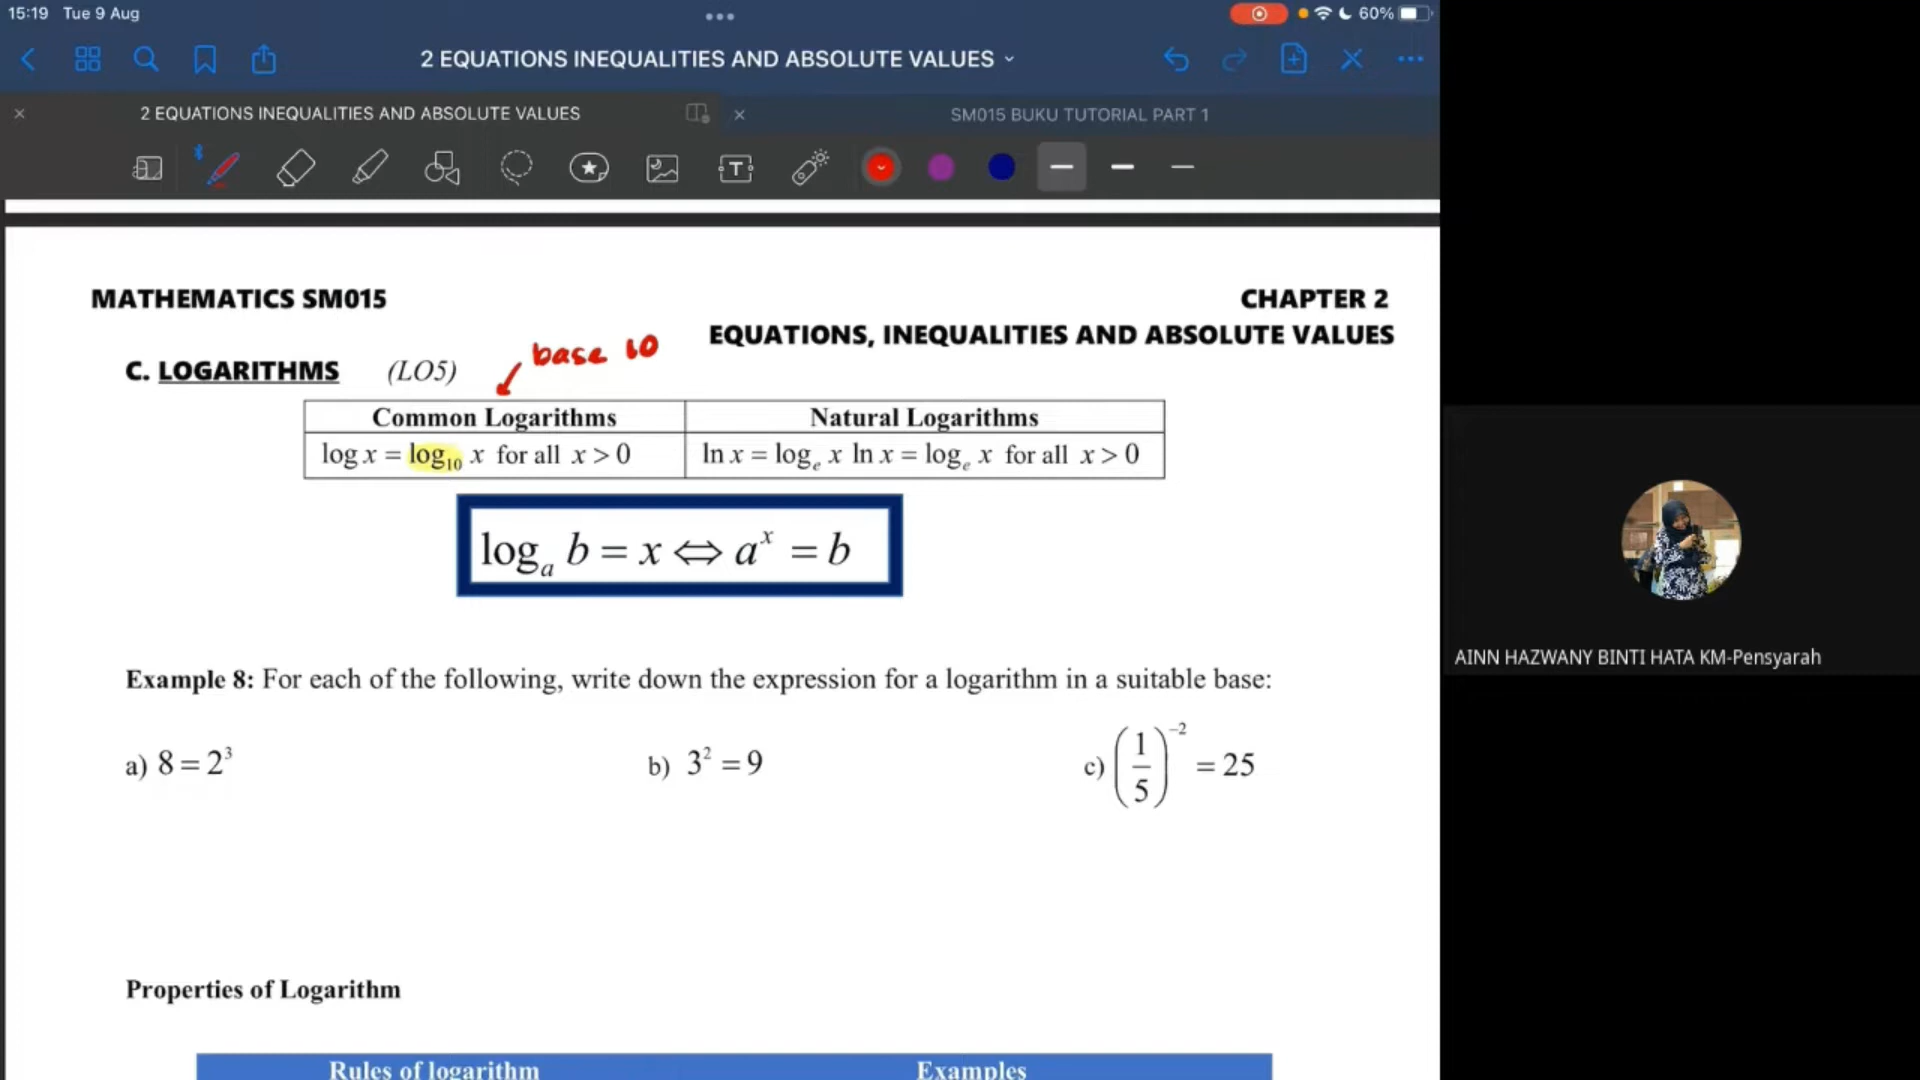 15:19 Tue 9 Aug
60%
2 EQUATIONS INEQUALITIES AND ABSOLUTE VALUES
2 EQUATIONS INEQUALITIES AND ABSOLUTE VALUES
SM015 BUKU TUTORIAL PART 1
MATHEMATICS SM015
CHAPTER 2
EQUATIONS, INEQUALITIES AND ABSOLUTE VALUES
base 10
C. LOGARITHMS (LO5)
Common Logarithms
Natural Logarithms
log x = log₁₀ x for all x > 0
ln x = logₑ x ln x = logₑ x for all x > 0
logₐ b = x ⇔ aˣ = b
Example 8: For each of the following, write down the expression for a logarithm in a suitable base:
a) 8 = 2³
b) 3² = 9
c) (1/5)⁻² = 25
AINN HAZWANY BINTI HATA KM-Pensyarah
Properties of Logarithm
Rules of logarithm
Examples